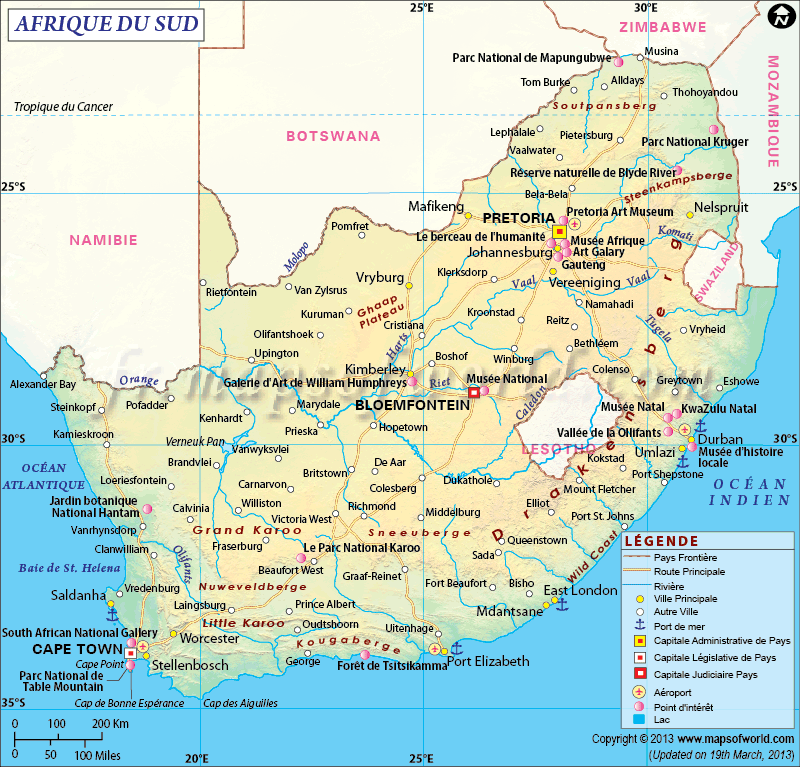 AFRIQUE DU SUD
25°E
30°E
N
ZIMBABWE
Parc National de Mapungubwe
Musina
MOZAMBIQUE
Tom Burke
Alldays
Thohoyandou
Tropique du Cancer
Soutpansberg
BOTSWANA
Lephalale
Pietersburg
Parc National Kruger
Vaalwater
Réserve naturelle de Blyde River
25°S
25°S
Bela-Bela
Steenkampsberge
Mafikeng
PRETORIA
Pretoria Art Museum
Nelspruit
Pomfret
Le berceau de l'humanité
Musée Afrique
Komati
NAMIBIE
Molopo
Johannesburg
Art Galary
Gauteng
SWAZILAND
Rietfontein
Van Zylsrus
Vryburg
Klerksdorp
Vaal
Vereeniging
Vaal
Ghaap
Plateau
Kuruman
Kroonstad
Namahadi
Cristiana
Reitz
Tugela
Vryheid
Olifantshoek
Harts
Bethléem
Upington
Boshof
Winburg
Colenso
Kimberley
Alexander Bay
Orange
Galerie d'Art de William Humphreys
Riet
Musée National
Greytown
Eshowe
Steinkopf
Pofadder
Marydale
BLOEMFONTEIN
Caledon
Musée Natal
KwaZulu Natal
Kenhardt
Prieska
Hopetown
Drakensberg
Vallée de la Olifants
Kamieskroon
Verneuk Pan
30°S
30°S
LESOTHO
Durban
Umlazi
Musée d'histoire
locale
Vanwyksvlei
Brandvlei
Britstown
De Aar
Kokstad
Port Shepstone
OCÉAN
ATLANTIQUE
Loeriesfontein
Carnarvon
Colesberg
Dukathole
Mount Fletcher
OCÉAN
INDIEN
Jardin botanique
National Hantam
Calvinia
Williston
Richmond
Victoria West
Middelburg
Elliot
Port St. Johns
Vanrhynsdorp
Grand Karoo
Sneeuberge
Clanwilliam
Olifants
Fraserburg
Le Parc National Karoo
Queenstown
Sada
Wild Coast
Baie de St. Helena
Beaufort West
Graaf-Reinet
Fort Beaufort
Bisho
Saldanha
Vredenburg
Nuweveldberge
East London
Mdantsane
Laingsburg
Prince Albert
Little Karoo
South African National Gallery
Worcester
Oudtshoorn
Uitenhage
CAPE TOWN
Kougaberge
Cape Point
Stellenbosch
George
Forêt de Tsitsikamma
Port Elizabeth
Parc National de
Table Mountain
Cap de Bonne Espérance
Cap des Aiguilles
35°S
0 100 200 Km
0 50 100 Miles
20°E
25°E
LÉGENDE
Pays Frontière
Route Principale
Rivière
Ville Principale
Autre Ville
Port de mer
Capitale Administrative de Pays
Capitale Législative de Pays
Capitale Judiciaire Pays
Aéroport
Point d'intérêt
Lac
Copyright © 2013 www.mapsofworld.com
(Updated on 19th March, 2013)